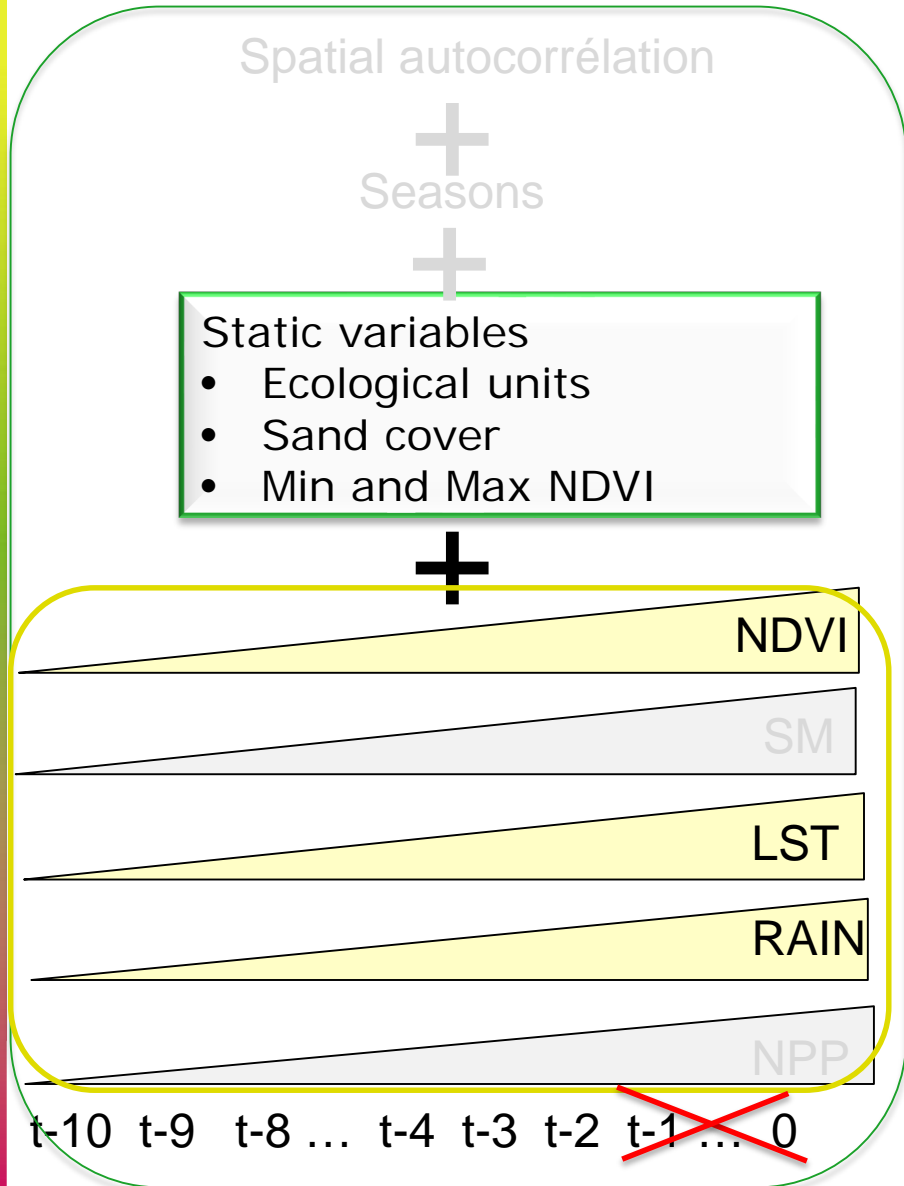 Spatial autocorrélation
+
Seasons
+
Static variables
• Ecological units
• Sand cover
• Min and Max NDVI
+
NDVI
SM
LST
RAIN
NPP
t-10 t-9 t-8 ... t-4 t-3 t-2 t-1 ... 0